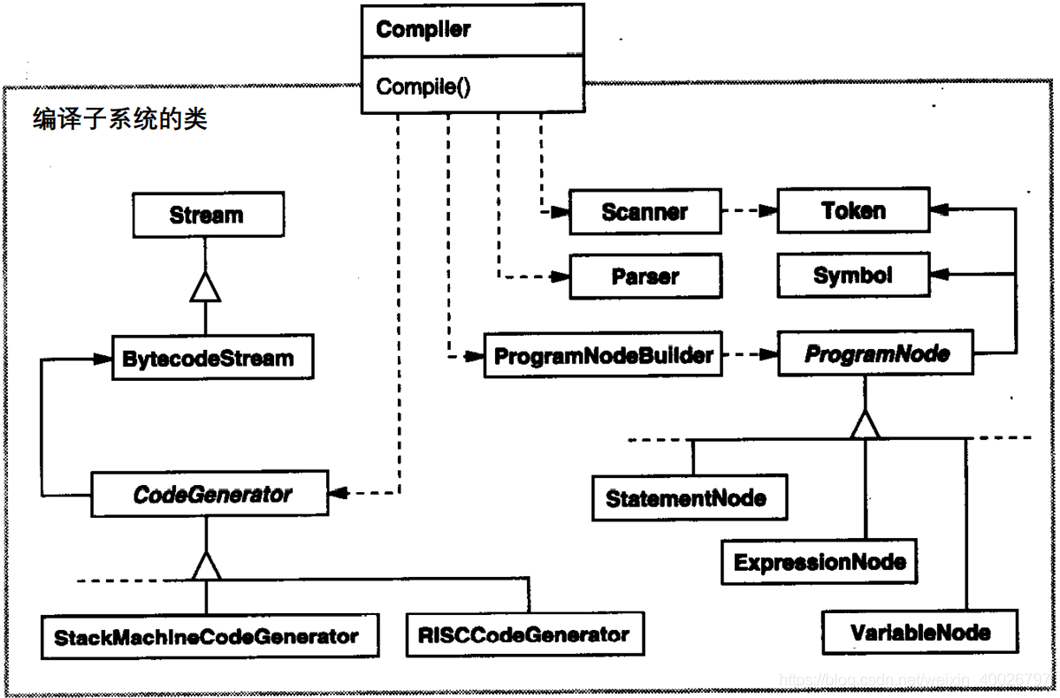 Compiler
Compile()
编译子系统的类
Stream
Scanner
Token
Parser
Symbol
BytecodeStream
ProgramNodeBuilder
ProgramNode
CodeGenerator
StatementNode
ExpressionNode
StackMachineCodeGenerator
RISCCodeGenerator
VariableNode
https://blog.csdn.net/weixin_40026797